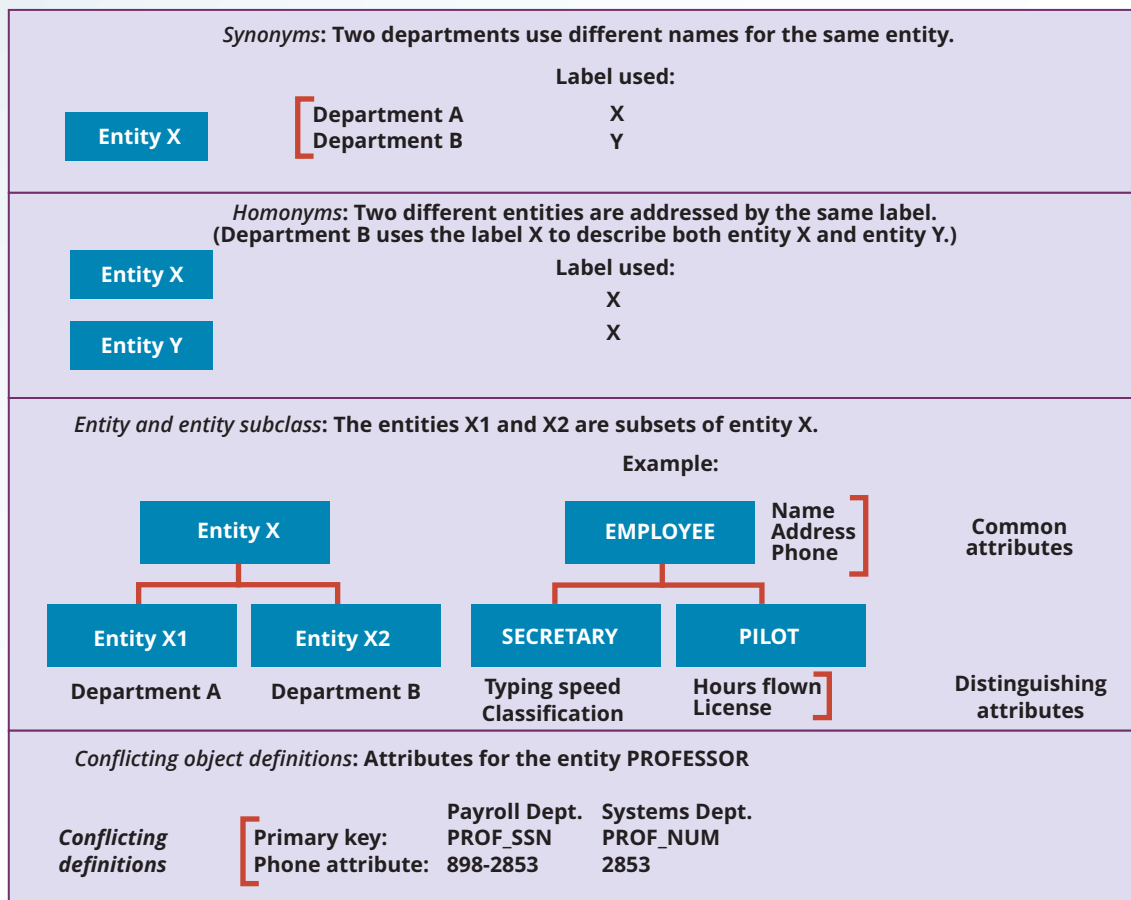 Synonyms: Two departments use different names for the same entity.
Label used:
Entity X
Department A X
Department B Y
Homonyms: Two different entities are addressed by the same label.
(Department B uses the label X to describe both entity X and entity Y.)
Entity X
Label used:
X
Entity Y
X
Entity and entity subclass: The entities X1 and X2 are subsets of entity X.
Example:
Entity X
EMPLOYEE
Name
Address
Phone
Common
attributes
Entity X1
Entity X2
SECRETARY
PILOT
Department A
Department B
Typing speed
Classification
Hours flown
License
Distinguishing
attributes
Conflicting object definitions: Attributes for the entity PROFESSOR
Payroll Dept. Systems Dept.
Conflicting
definitions
Primary key: PROF_SSN PROF_NUM
Phone attribute: 898-2853 2853